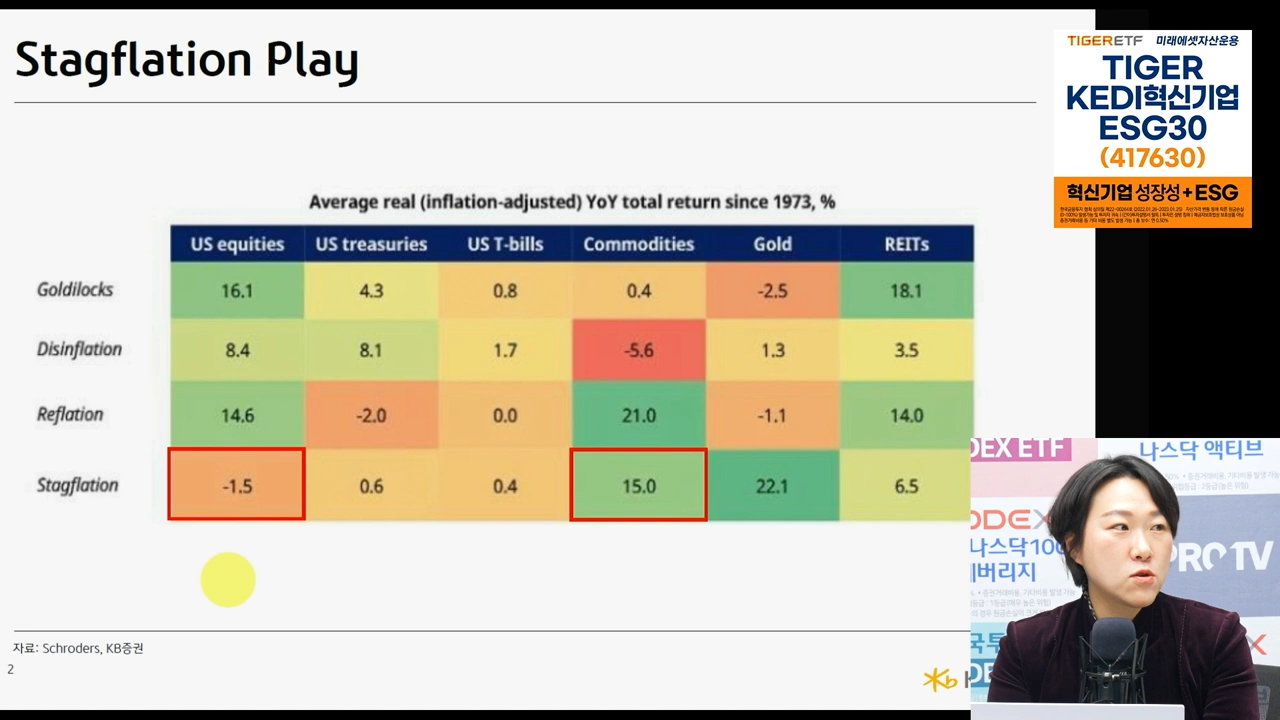 Stagflation Play
Average real (inflation-adjusted) YoY total return since 1973, %
US equities US treasuries US T-bills Commodities Gold REITs
Goldilocks 16.1 4.3 0.8 0.4 -2.5 18.1
Disinflation 8.4 8.1 1.7 -5.6 1.3 3.5
Reflation 14.6 -2.0 0.0 21.0 -1.1 14.0
Stagflation -1.5 0.6 0.4 15.0 22.1 6.5
자료: Schroders, KB증권
2
TIGERETF 미래에셋자산운용
TIGER
KEDI혁신기업
ESG30
(417630)
혁신기업 성장성+ESG
DEX ETF
나스닥 액티브
나스닥100
버리지
PRO TV